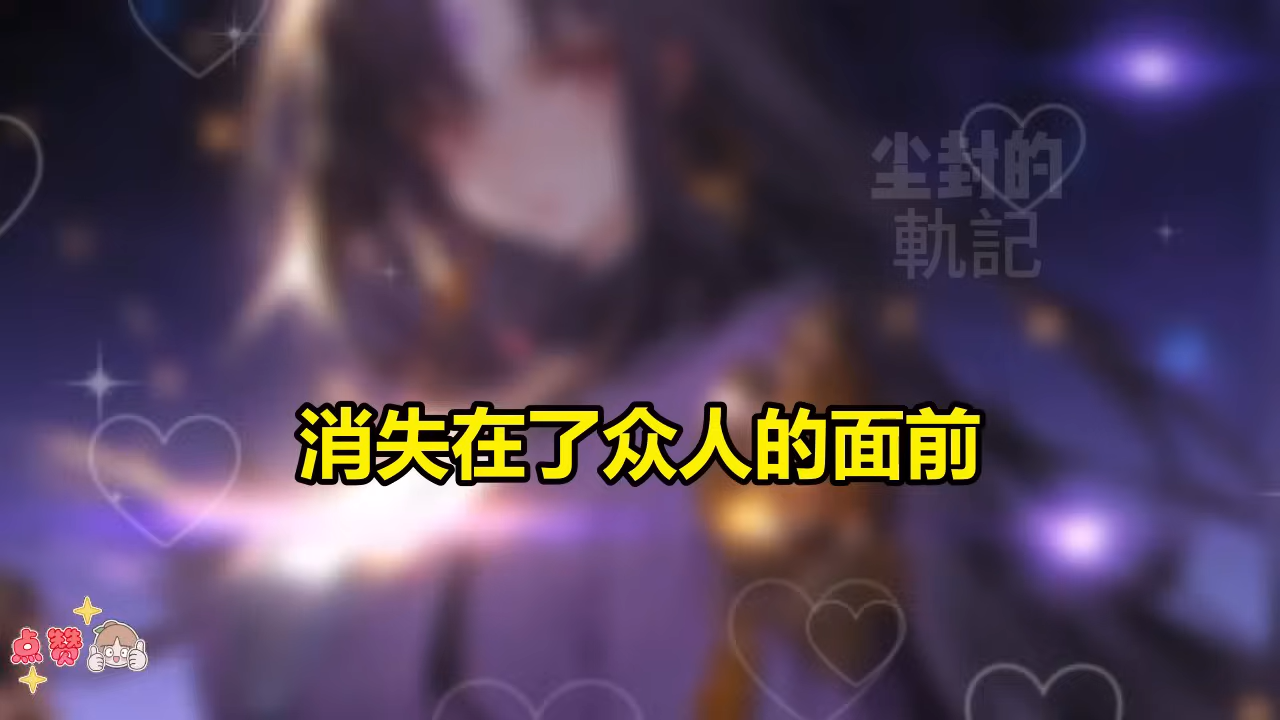 尘封的
軌記
消失在了众人的面前
点赞